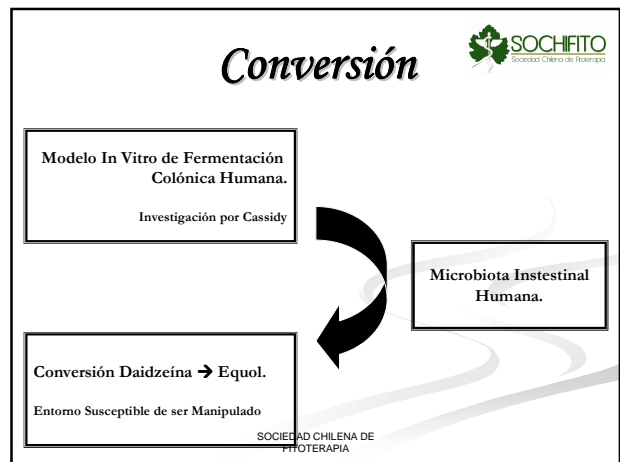 Conversión
SOCHIFITO
Sociedad Chilena de Fitoterapia
Modelo In Vitro de Fermentación
Colónica Humana.
Investigación por Cassidy
Microbiota Instestinal
Humana.
Conversión Daidzeína ➔ Equol.
Entorno Susceptible de ser Manipulado
SOCIEDAD CHILENA DE
FITOTERAPIA